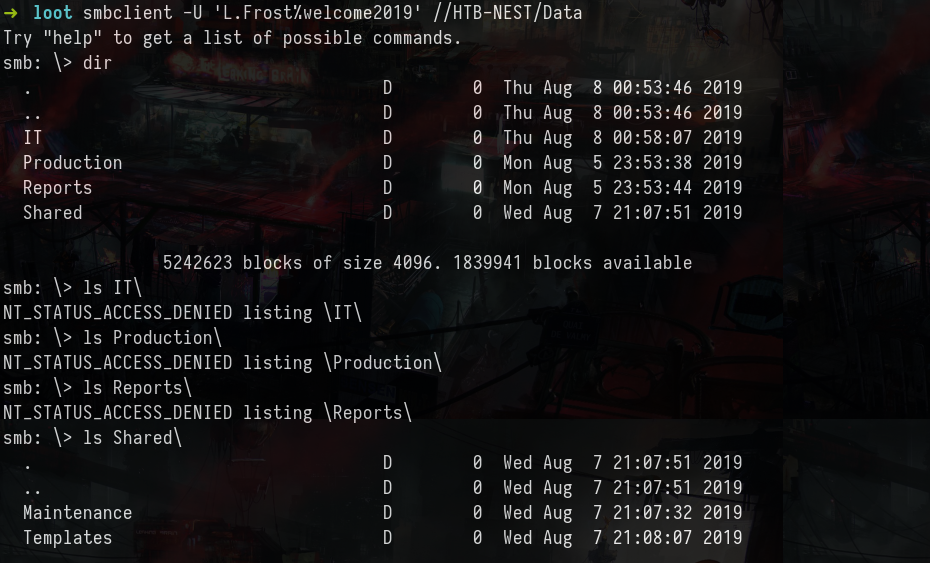 → loot smbclient -U 'L.Frost%welcome2019' //HTB-NEST/Data
Try "help" to get a list of possible commands.
smb: \> dir
  .                                   D        0  Thu Aug  8 00:53:46 2019
  ..                                  D        0  Thu Aug  8 00:53:46 2019
  IT                                  D        0  Thu Aug  8 00:58:07 2019
  Production                          D        0  Mon Aug  5 23:53:38 2019
  Reports                             D        0  Mon Aug  5 23:53:44 2019
  Shared                              D        0  Wed Aug  7 21:07:51 2019
                5242623 blocks of size 4096. 1839941 blocks available
smb: \> ls IT\
NT_STATUS_ACCESS_DENIED listing \IT\
smb: \> ls Production\
NT_STATUS_ACCESS_DENIED listing \Production\
smb: \> ls Reports\
NT_STATUS_ACCESS_DENIED listing \Reports\
smb: \> ls Shared\
  .                                   D        0  Wed Aug  7 21:07:51 2019
  ..                                  D        0  Wed Aug  7 21:07:51 2019
  Maintenance                         D        0  Wed Aug  7 21:07:32 2019
  Templates                           D        0  Wed Aug  7 21:08:07 2019